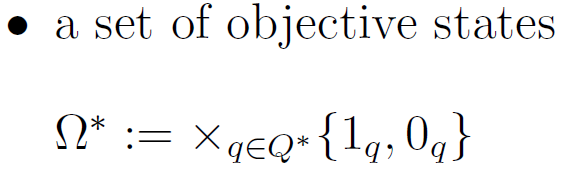 • a set of objective states
Ω* := ×_{q∈Q*}{1_q, 0_q}